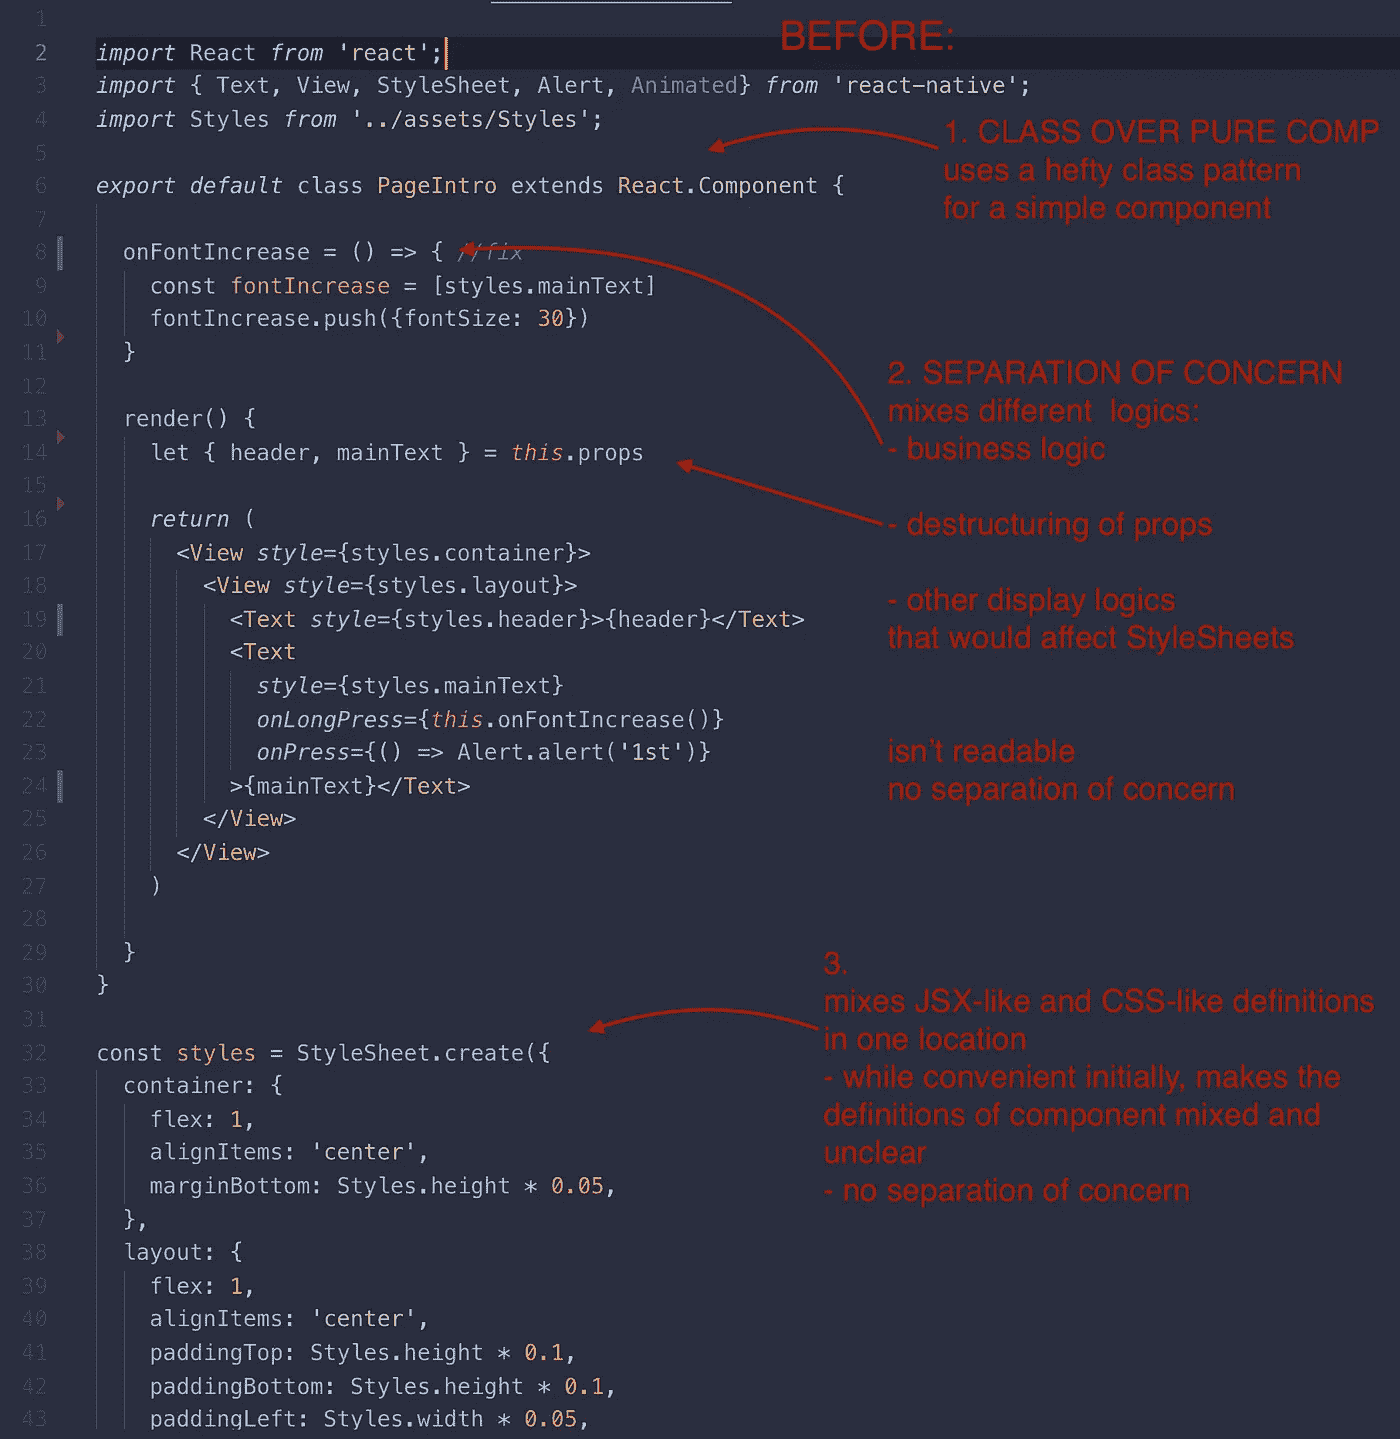 BEFORE:
1
2 import React from 'react';
3 import { Text, View, StyleSheet, Alert, Animated} from 'react-native';
4 import Styles from '../assets/Styles';
5
6 export default class PageIntro extends React.Component {
7
8 onFontIncrease = () => { //fix
9 const fontIncrease = [styles.mainText]
10 fontIncrease.push({fontSize: 30})
11 }
12
13 render() {
14 let { header, mainText } = this.props
15
16 return (
17 <View style={styles.container}>
18 <View style={styles.layout}>
19 <Text style={styles.header}>{header}</Text>
20 <Text
21 style={styles.mainText}
22 onLongPress={this.onFontIncrease()}
23 onPress={() => Alert.alert('1st')}
24 >{mainText}</Text>
25 </View>
26 </View>
27 )
28
29 }
30 }
31
32 const styles = StyleSheet.create({
33 container: {
34 flex: 1,
35 alignItems: 'center',
36 marginBottom: Styles.height * 0.05,
37 },
38 layout: {
39 flex: 1,
40 alignItems: 'center',
41 paddingTop: Styles.height * 0.1,
42 paddingBottom: Styles.height * 0.1,
43 paddingLeft: Styles.width * 0.05,
1. CLASS OVER PURE COMP
uses a hefty class pattern
for a simple component
2. SEPARATION OF CONCERN
mixes different logics:
- business logic
- destructuring of props
- other display logics
that would affect StyleSheets
isn't readable
no separation of concern
3.
mixes JSX-like and CSS-like definitions
in one location
- while convenient initially, makes the
definitions of component mixed and
unclear
- no separation of concern